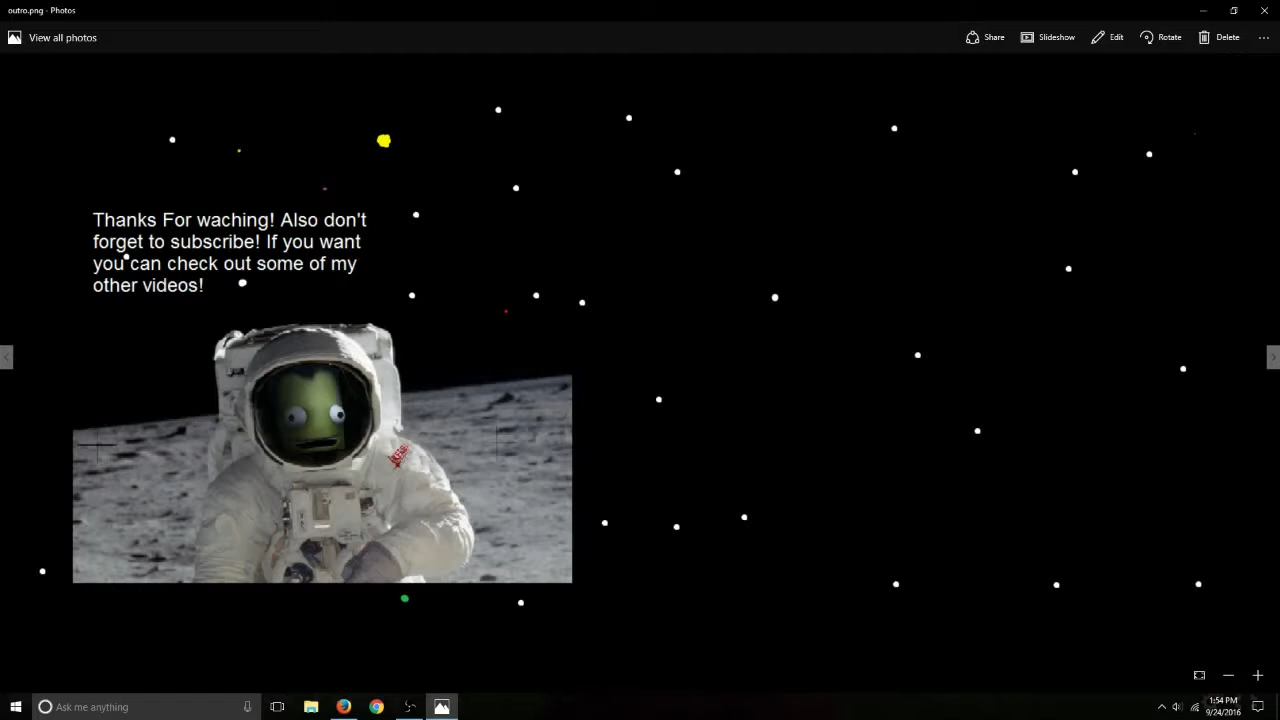 outro.png - Photos
View all photos
Share
Slideshow
Edit
Rotate
Delete
Thanks For waching! Also don't
forget to subscribe! If you want
you can check out some of my
other videos!
Ask me anything
1:54 PM
9/24/2016